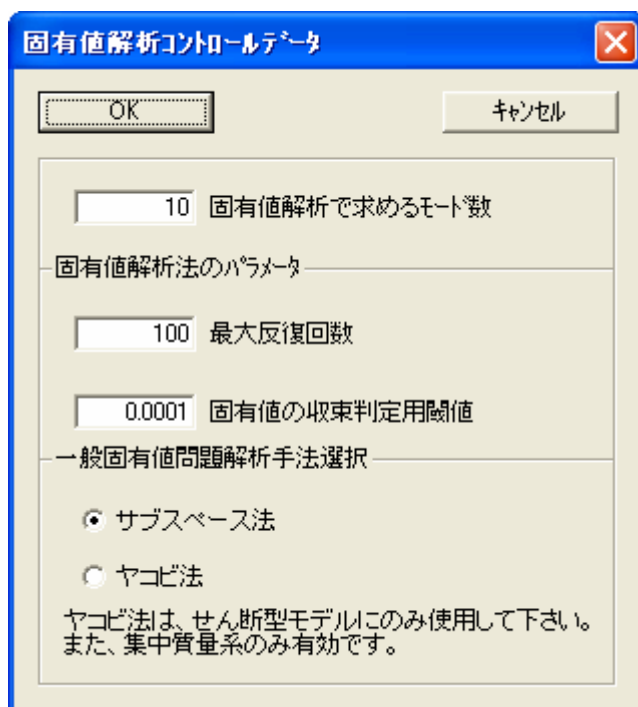 固有値解析ｺﾝﾄﾛｰﾙﾃﾞｰﾀ
OK ｷｬﾝｾﾙ
10 固有値解析で求めるﾓｰﾄﾞ数
固有値解析法のﾊﾟﾗﾒｰﾀ
100 最大反復回数
0.0001 固有値の収束判定用閾値
一般固有値問題解析手法選択
サブスペース法
ヤコビ法
ヤコビ法は、せん断型モデルにのみ使用して下さい。
また、集中質量系のみ有効です。